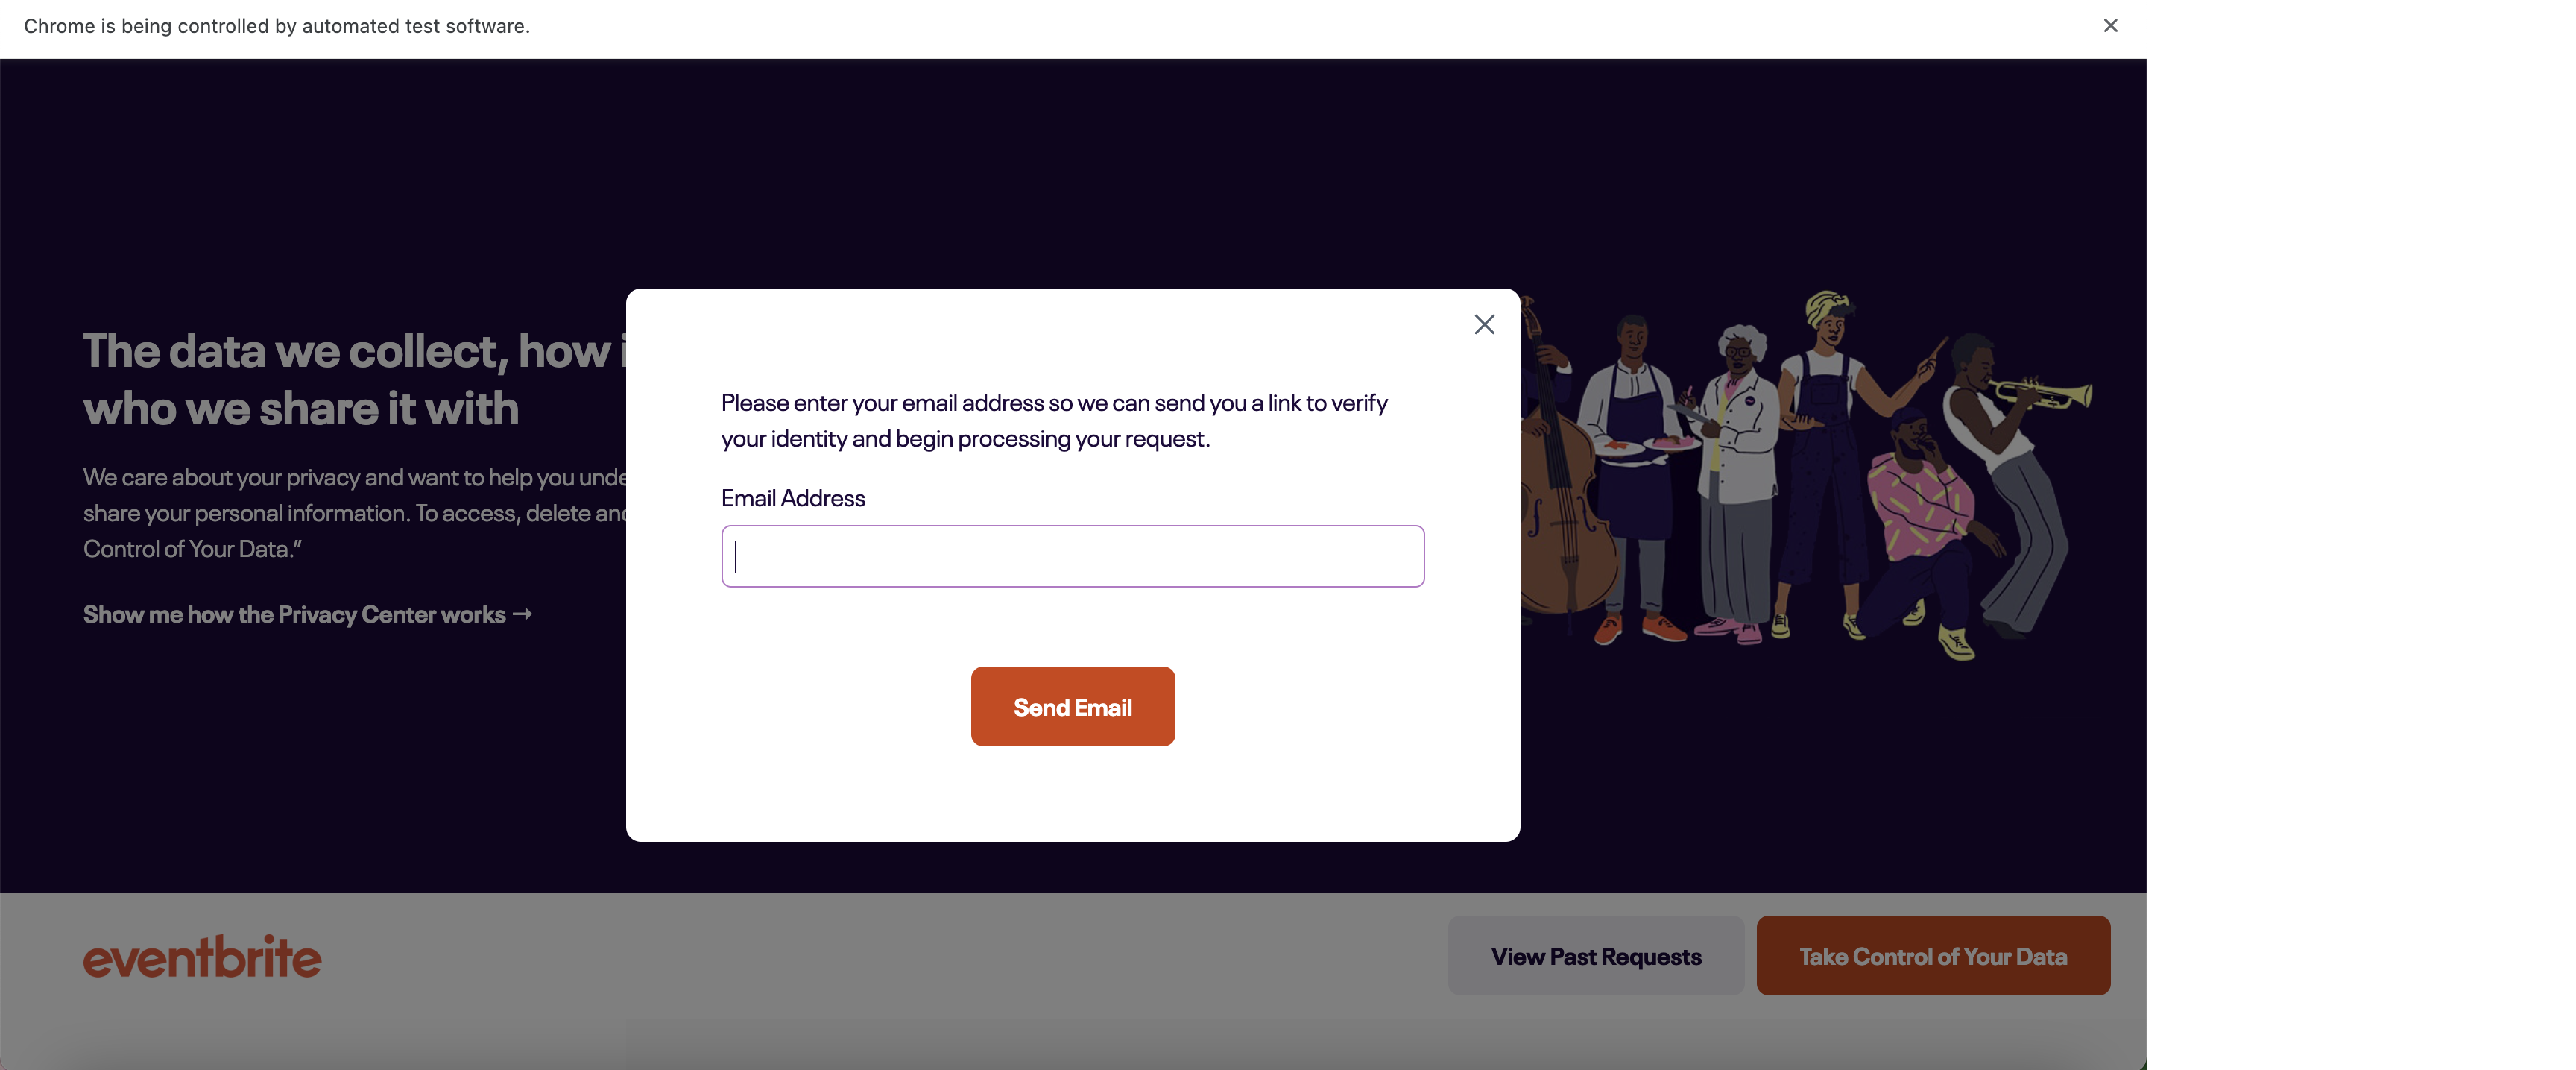 Chrome is being controlled by automated test software.
The data we collect, how i
who we share it with
We care about your privacy and want to help you unde
share your personal information. To access, delete and
Control of Your Data.”
Show me how the Privacy Center works →
Please enter your email address so we can send you a link to verify
your identity and begin processing your request.
Email Address
Send Email
eventbrite
View Past Requests
Take Control of Your Data